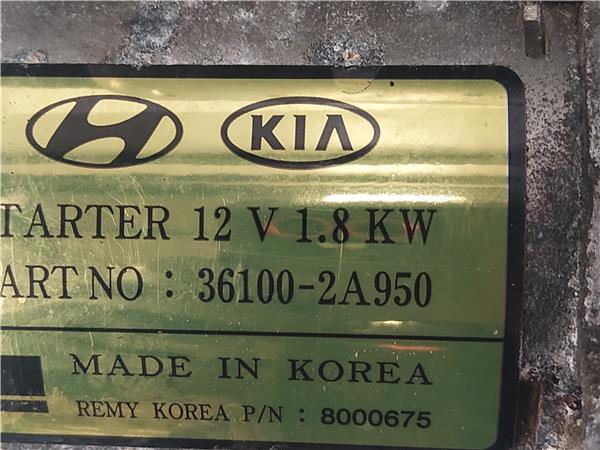 KIA
TARTER 12 V 1.8 KW
ART NO : 36100-2A950
MADE IN KOREA
REMY KOREA P/N : 8000675